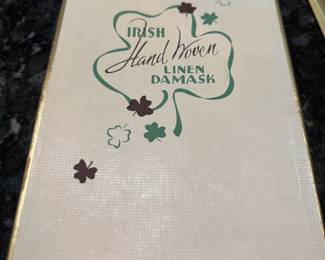 IRISH
Hand Woven
LINEN
DAMASK